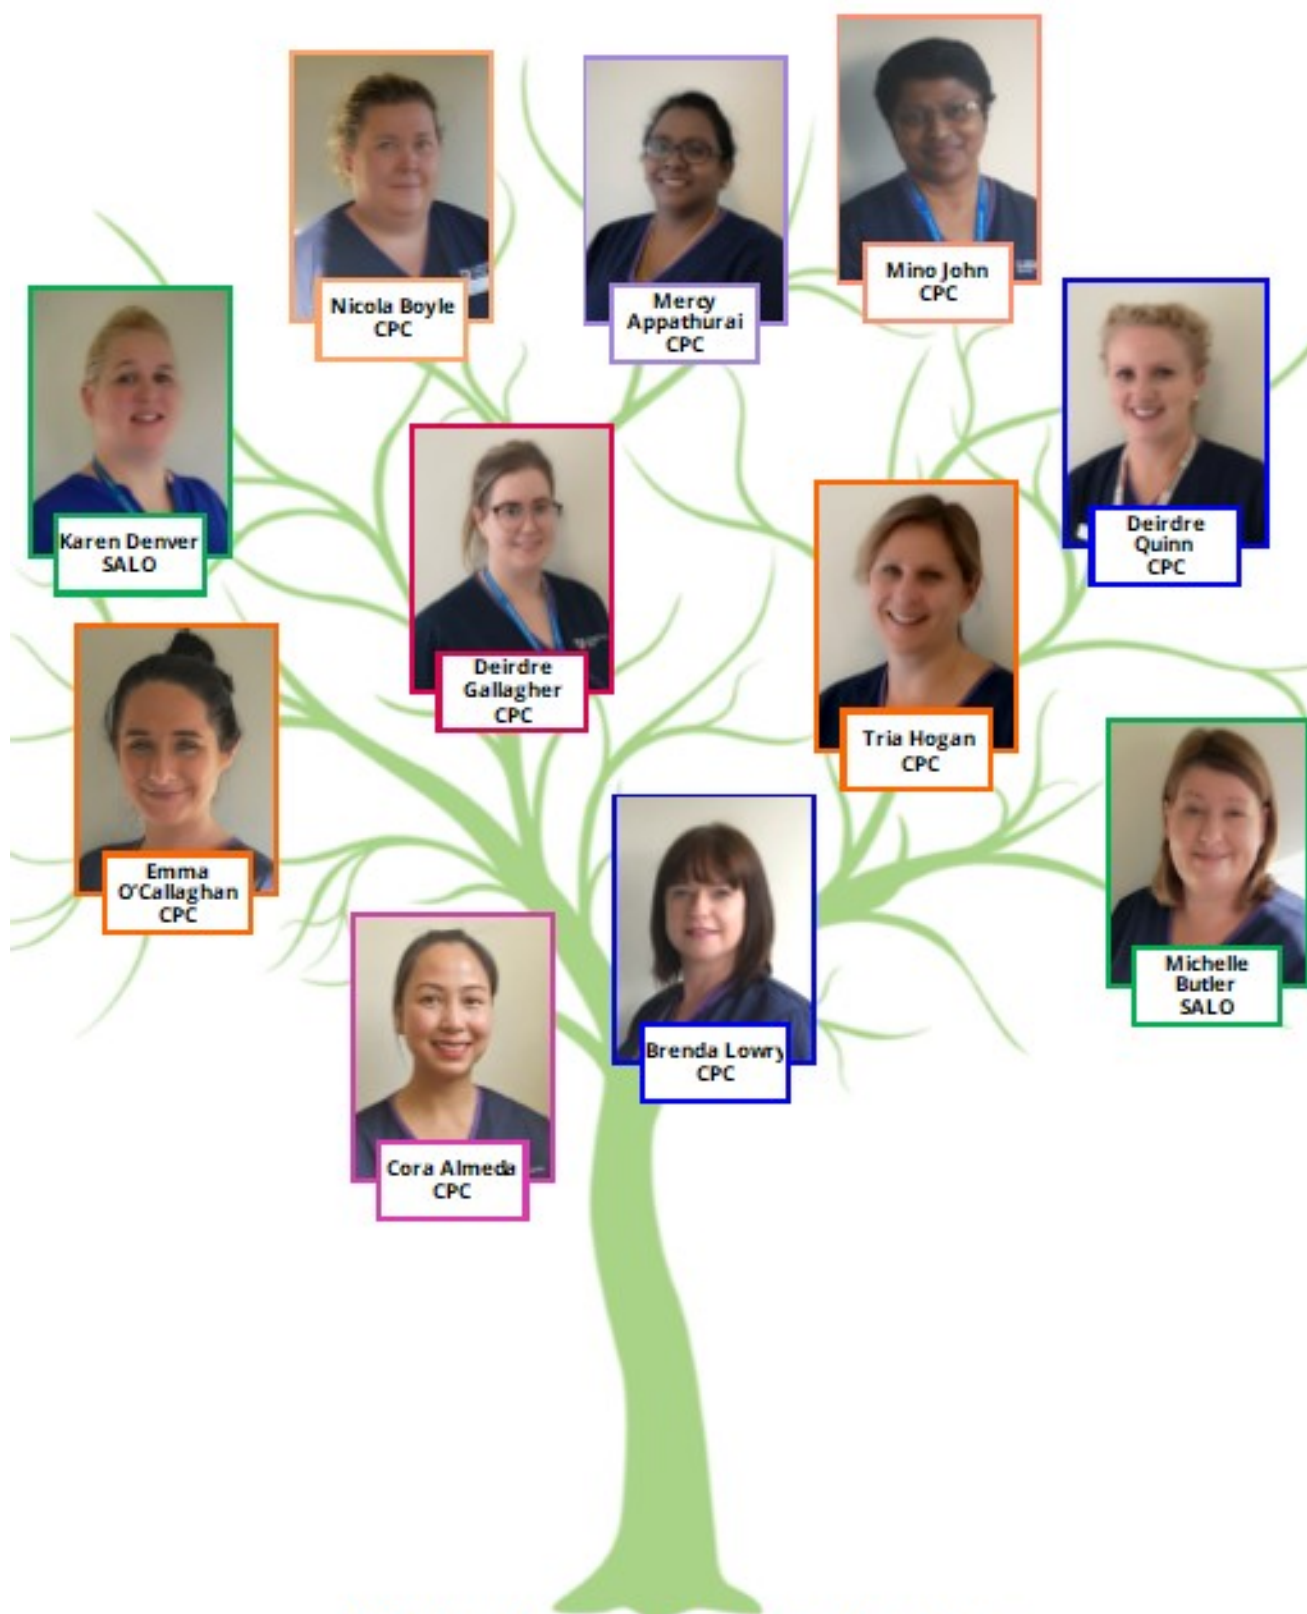 Nicola Boyle
CPC
Mercy
Appathurai
CPC
Mino John
CPC
Karen Denver
SALO
Deirdre
Quinn
CPC
Deirdre
Gallagher
CPC
Tria Hogan
CPC
Emma
O'Callaghan
CPC
Michelle
Butler
SALO
Brenda Lowry
CPC
Cora Almeda
CPC